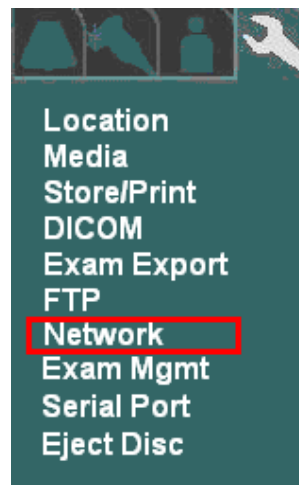 Location
Media
Store/Print
DICOM
Exam Export
FTP
Network
Exam Mgmt
Serial Port
Eject Disc